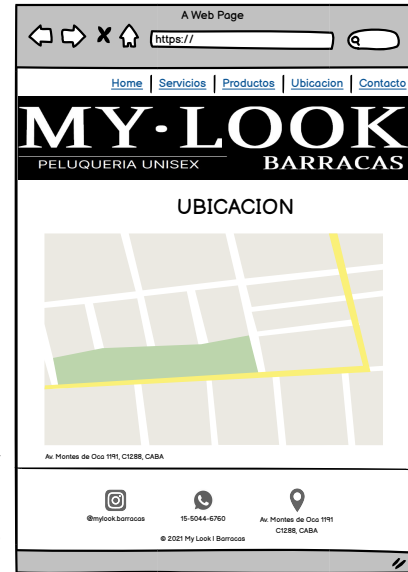 A Web Page
https://
Home | Servicios | Productos | Ubicacion | Contacto
MY·LOOK
PELUQUERIA UNISEX
BARRACAS
UBICACION
Av. Montes de Oca 1191, C1288, CABA
@mylook.barracas
15-5044-6760
Av. Montes de Oca 1191
C1288, CABA
© 2021 My Look | Barracas